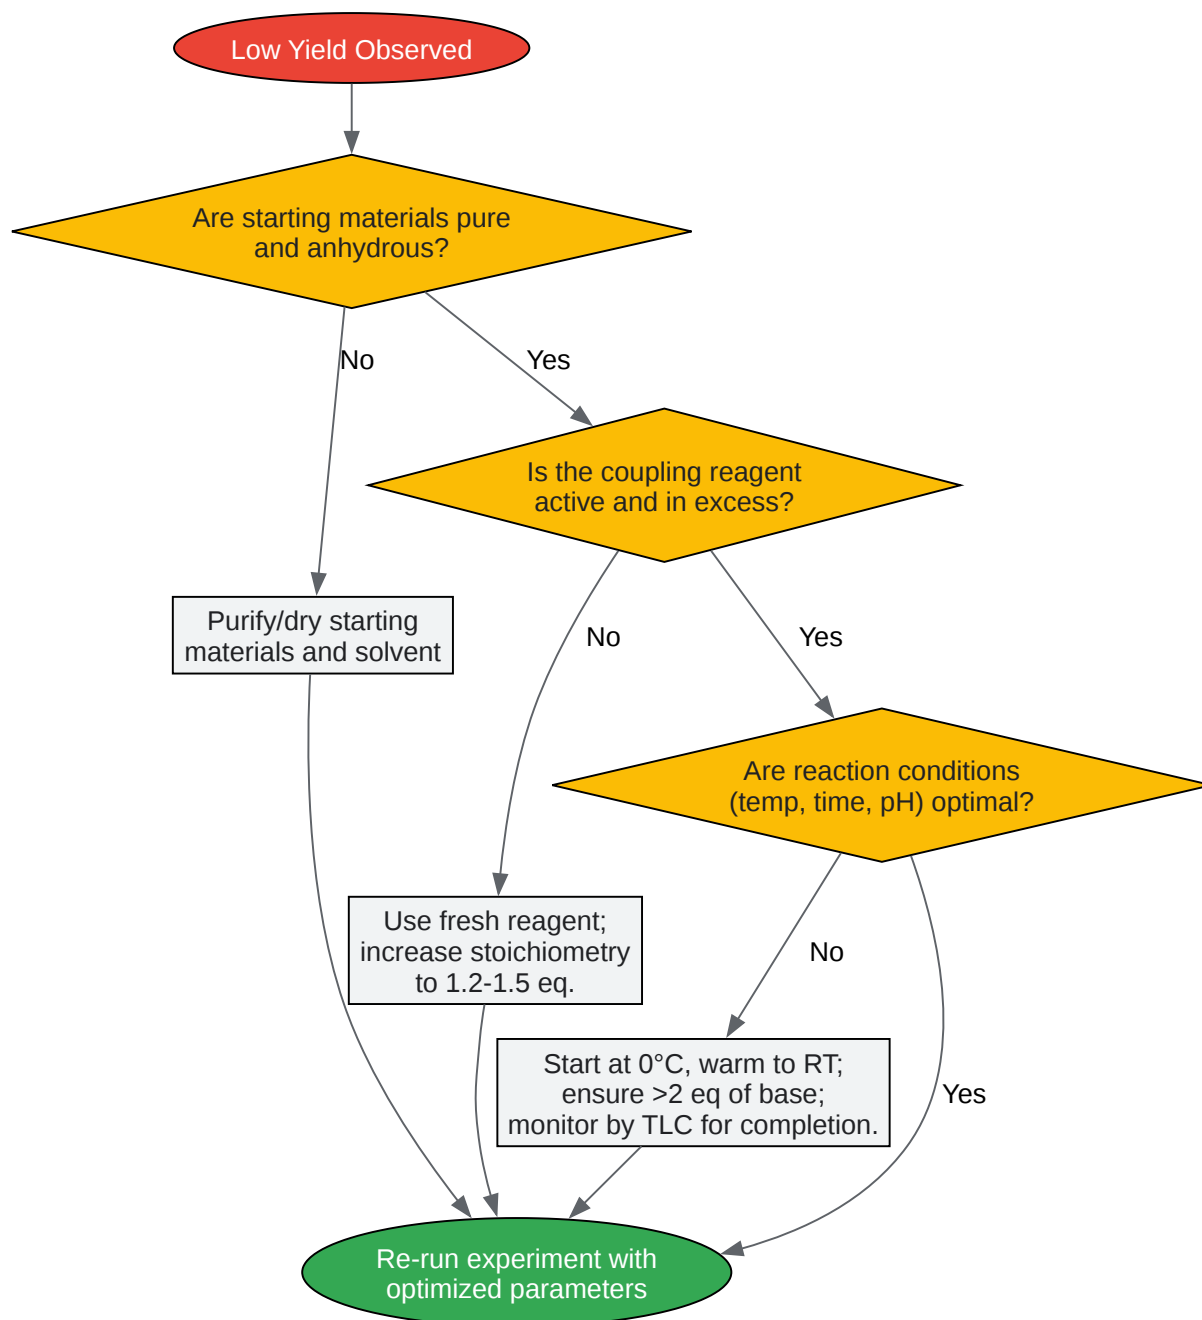 Low Yield Observed
Are starting materials pure
and anhydrous?
No
Yes
Is the coupling reagent
active and in excess?
Purify/dry starting
materials and solvent
No
Yes
Are reaction conditions
(temp, time, pH) optimal?
Use fresh reagent;
increase stoichiometry
to 1.2-1.5 eq.
No
Start at 0°C, warm to RT;
ensure >2 eq of base;
monitor by TLC for completion.
Yes
Re-run experiment with
optimized parameters